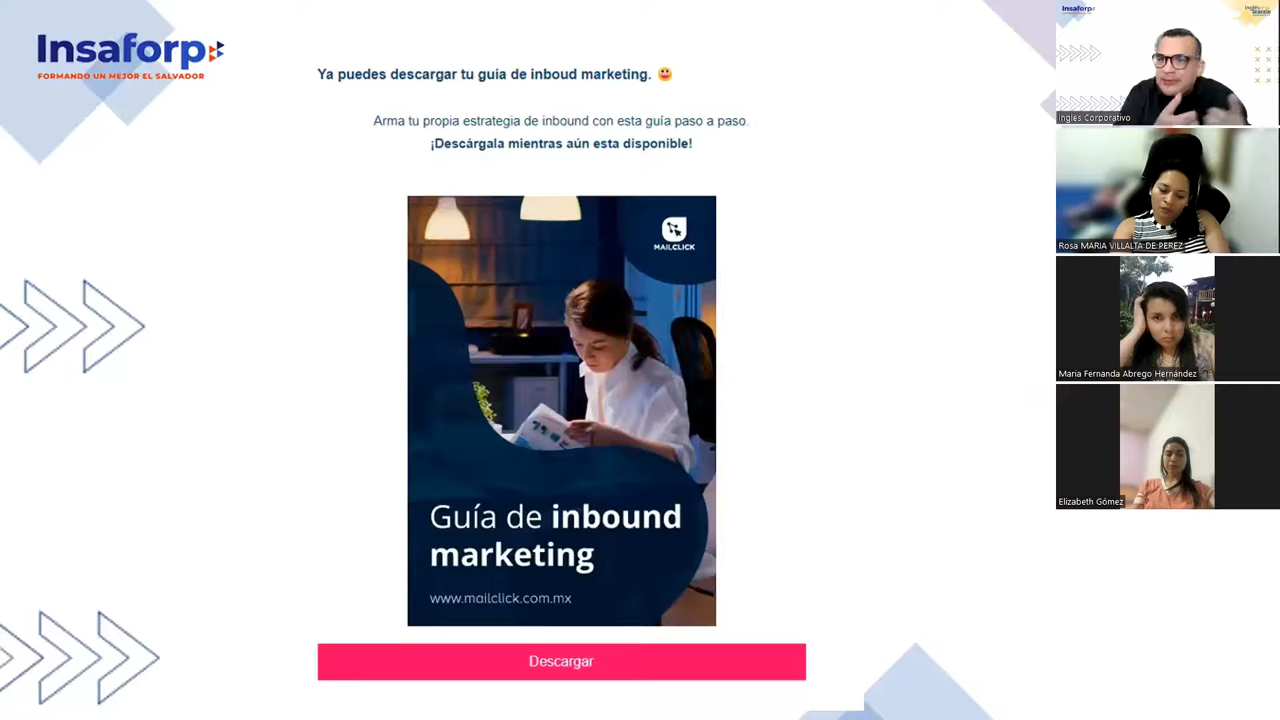 Insaforp
FORMANDO UN MEJOR EL SALVADOR
Ya puedes descargar tu guía de inboud marketing.
Arma tu propia estrategia de inbound con esta guía paso a paso.
¡Descárgala mientras aún esta disponible!
MAILCLICK
Guía de inbound
marketing
www.mailclick.com.mx
Descargar
Insaforp
Ingles Corporativo
Rosa MARIA VILLALTA DE PEREZ
Maria Fernanda Abrego Hernández
Elizabeth Gómez